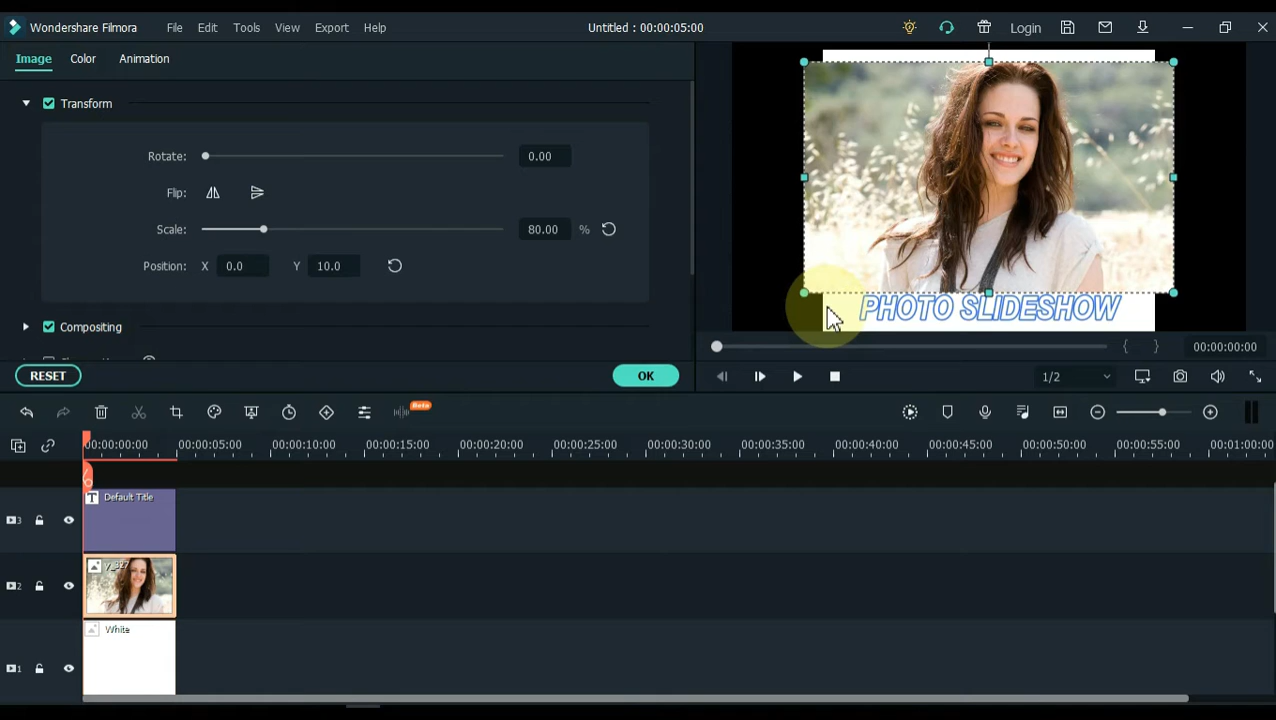 Wondershare Filmora File Edit Tools View Export Help Untitled : 00:00:05:00 Login
Image Color Animation
Transform
Rotate: 0.00
Flip:
Scale: 80.00 %
Position: X 0.0 Y 10.0
Compositing
RESET OK
PHOTO SLIDESHOW
00:00:00:00
1/2
Beta
00:00:00:00 00:00:05:00 00:00:10:00 00:00:15:00 00:00:20:00 00:00:25:00 00:00:30:00 00:00:35:00 00:00:40:00 00:00:45:00 00:00:50:00 00:00:55:00 00:01:00:00
3 T Default Title
2 y_327
1 White